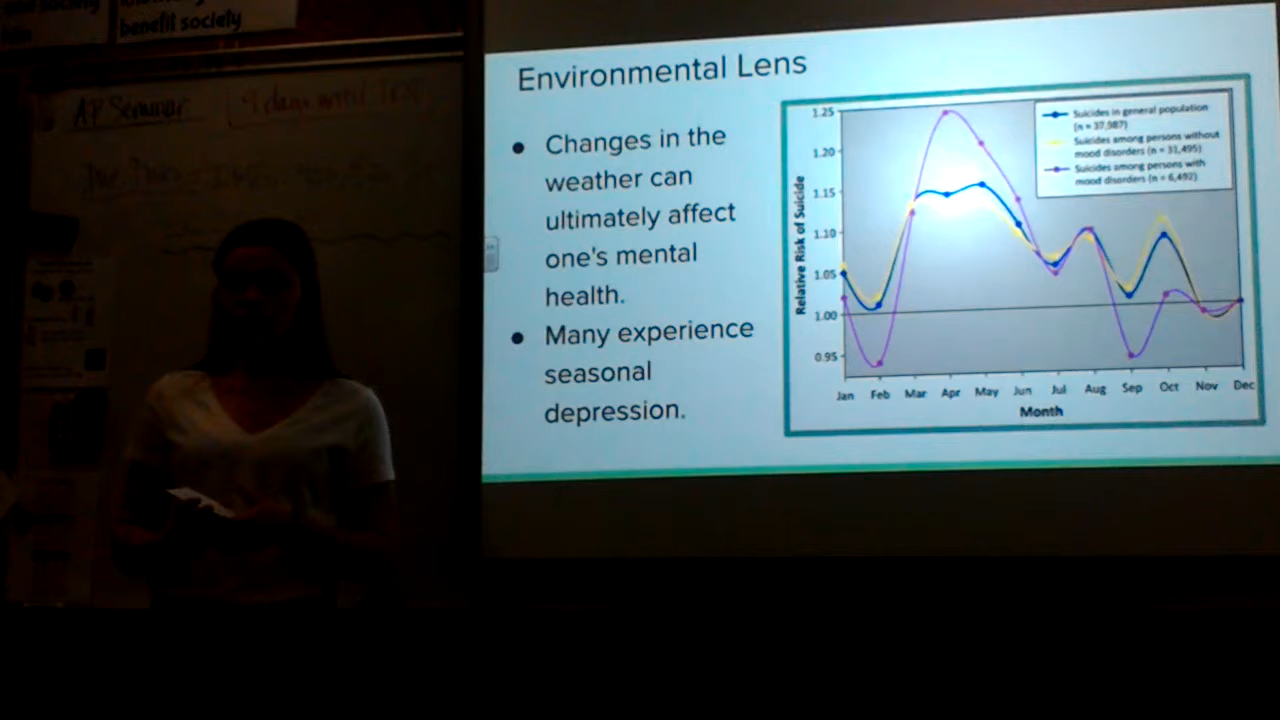 benefit society
AP Seminar
Environmental Lens
● Changes in the
weather can
ultimately affect
one's mental
health.
● Many experience
seasonal
depression.
Suicides in general population
(n = 37,987)
Suicides among persons without
mood disorders (n = 31,495)
Suicides among persons with
mood disorders (n = 6,492)
Relative Risk of Suicide
1.25
1.20
1.15
1.10
1.05
1.00
0.95
Jan Feb Mar Apr May Jun Jul Aug Sep Oct Nov Dec
Month